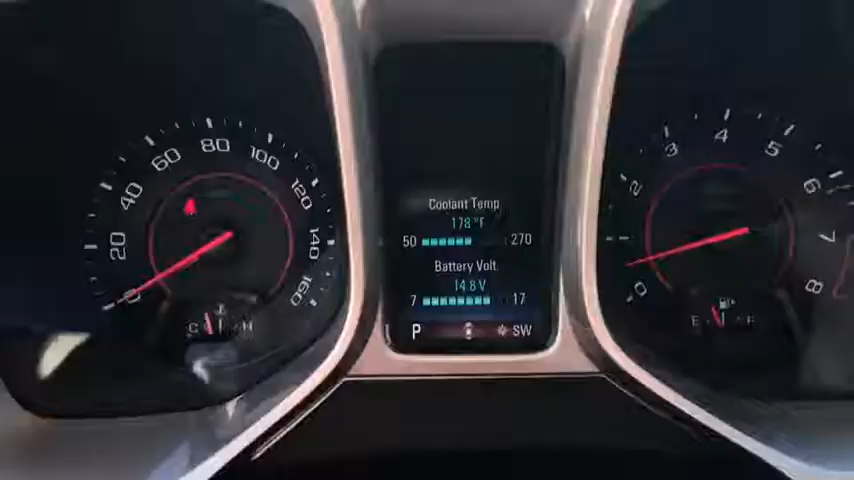 0 20 40 60 80 100 120 140 160
C H
Coolant Temp
178 °F
50 270
Battery Volt.
14.8 V
7 17
P SW
0 2 3 4 5 6 7 8
E F